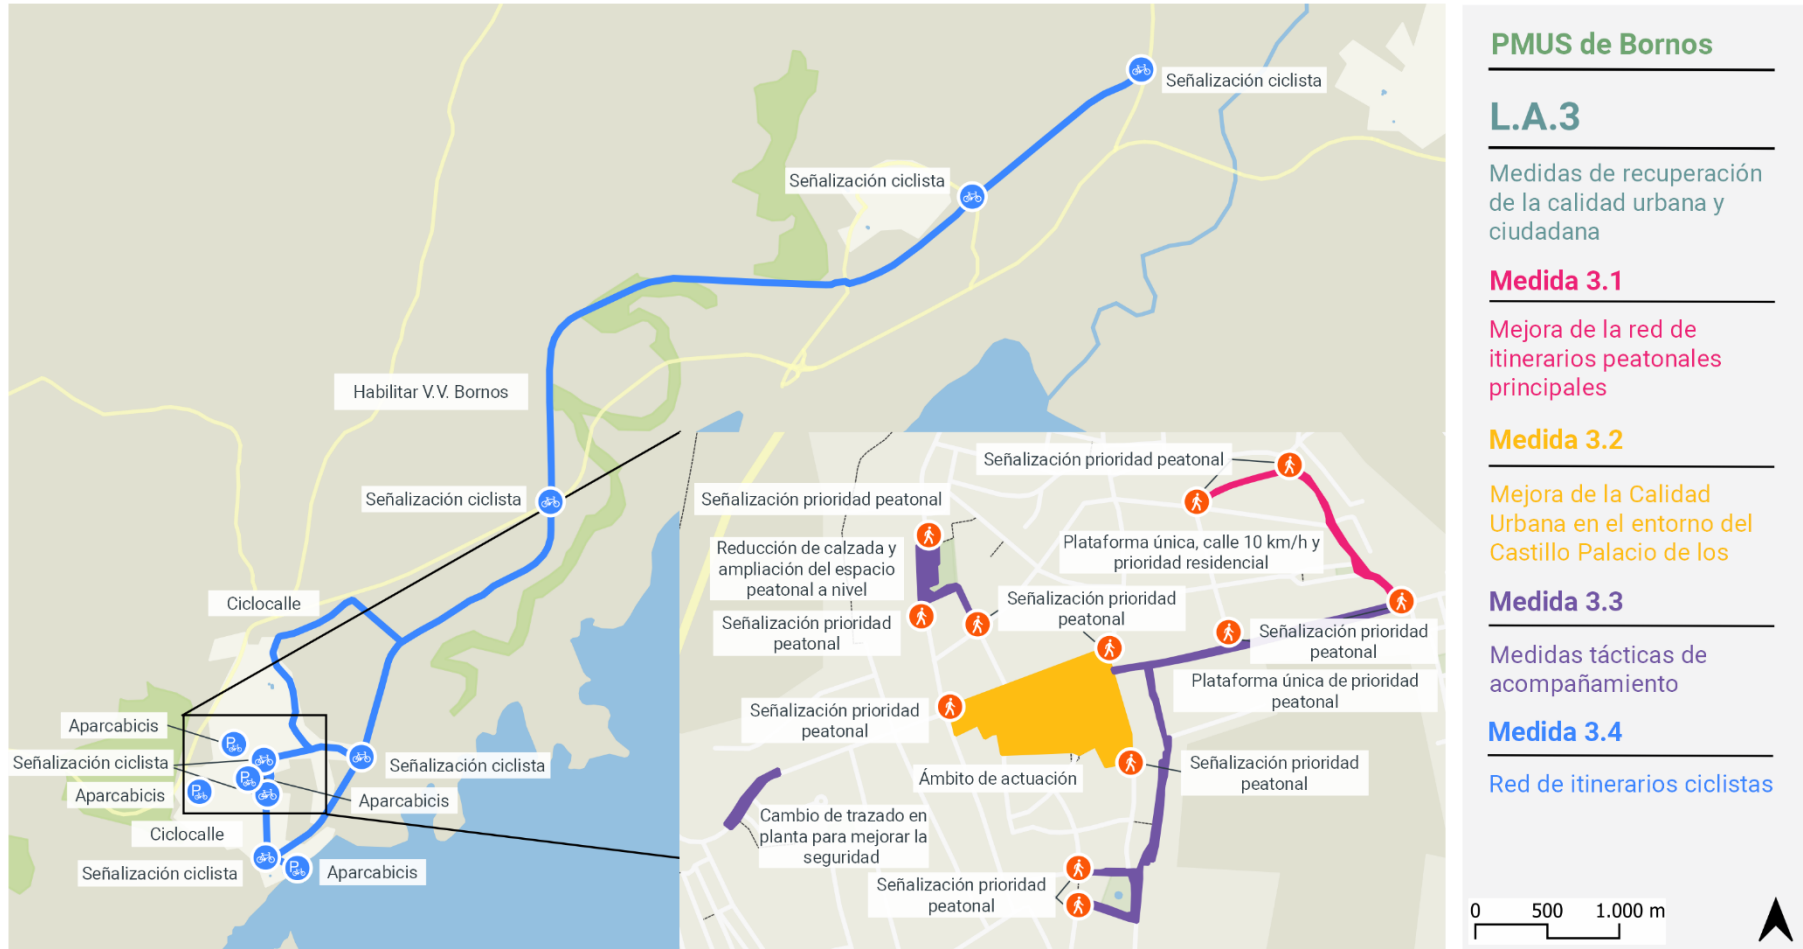 Señalización ciclista
Señalización ciclista
Habilitar V.V. Bornos
Señalización ciclista
Ciclocalle
Aparcabicis
Señalización ciclista
Aparcabicis
Señalización ciclista
Aparcabicis
Ciclocalle
Señalización ciclista
Aparcabicis
P
P
P
P
Señalización prioridad peatonal
Señalización prioridad peatonal
Reducción de calzada y
ampliación del espacio
peatonal a nivel
Plataforma única, calle 10 km/h y
prioridad residencial
Señalización prioridad
peatonal
Señalización prioridad
peatonal
Señalización prioridad
peatonal
Plataforma única de prioridad
peatonal
Señalización prioridad
peatonal
Ámbito de actuación
Señalización prioridad
peatonal
Cambio de trazado en
planta para mejorar la
seguridad
Señalización prioridad
peatonal
PMUS de Bornos
L.A.3
Medidas de recuperación
de la calidad urbana y
ciudadana
Medida 3.1
Mejora de la red de
itinerarios peatonales
principales
Medida 3.2
Mejora de la Calidad
Urbana en el entorno del
Castillo Palacio de los
Medida 3.3
Medidas tácticas de
acompañamiento
Medida 3.4
Red de itinerarios ciclistas
0 500 1.000 m